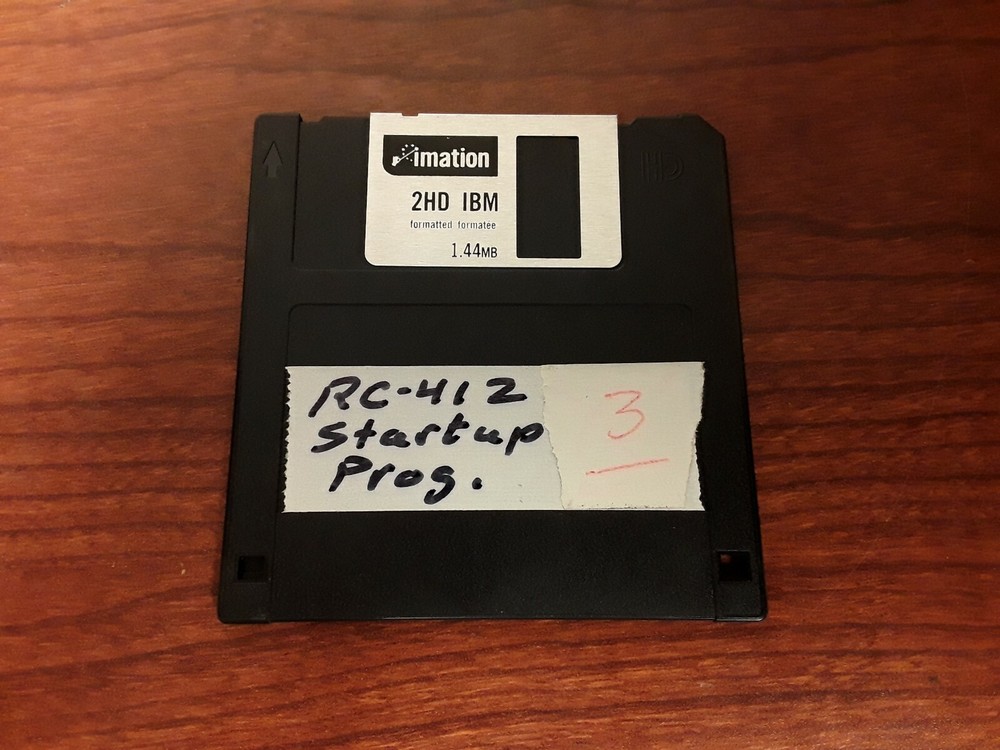 imation
HD
2HD IBM
formatted formatee
1.44MB
RC-412
Startup
Prog.
3